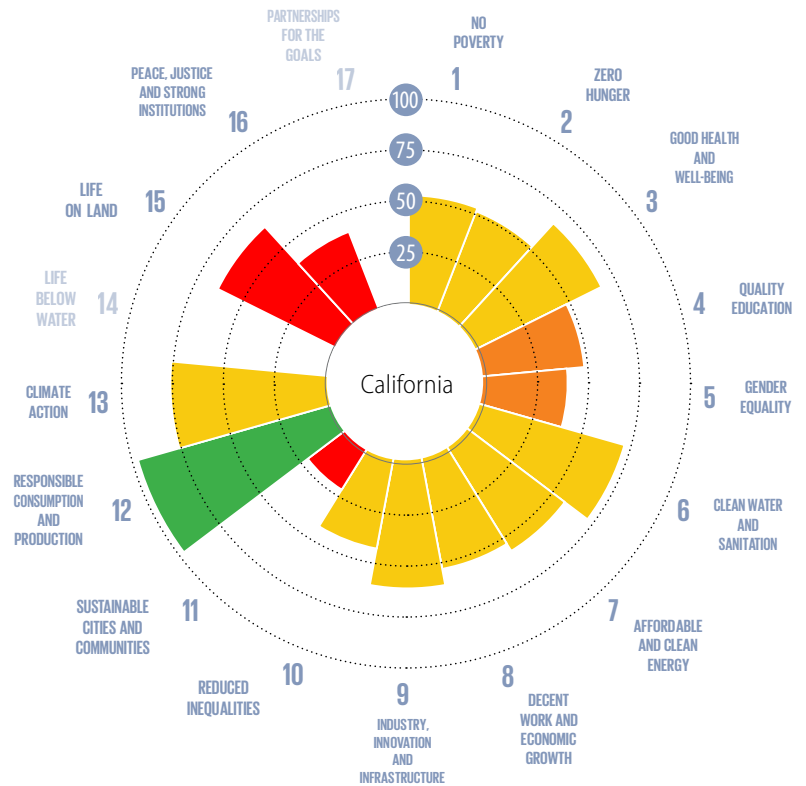 NO
POVERTY
1
ZERO
HUNGER
2
GOOD HEALTH
AND
WELL-BEING
3
QUALITY
EDUCATION
4
GENDER
EQUALITY
5
CLEAN WATER
AND
SANITATION
6
AFFORDABLE
AND CLEAN
ENERGY
7
DECENT
WORK AND
ECONOMIC
GROWTH
8
INDUSTRY,
INNOVATION
AND
INFRASTRUCTURE
9
REDUCED
INEQUALITIES
10
SUSTAINABLE
CITIES AND
COMMUNITIES
11
RESPONSIBLE
CONSUMPTION
AND
PRODUCTION
12
CLIMATE
ACTION
13
LIFE
BELOW
WATER
14
LIFE
ON LAND
15
PEACE, JUSTICE
AND STRONG
INSTITUTIONS
16
PARTNERSHIPS
FOR THE
GOALS
17
100
75
50
25
California